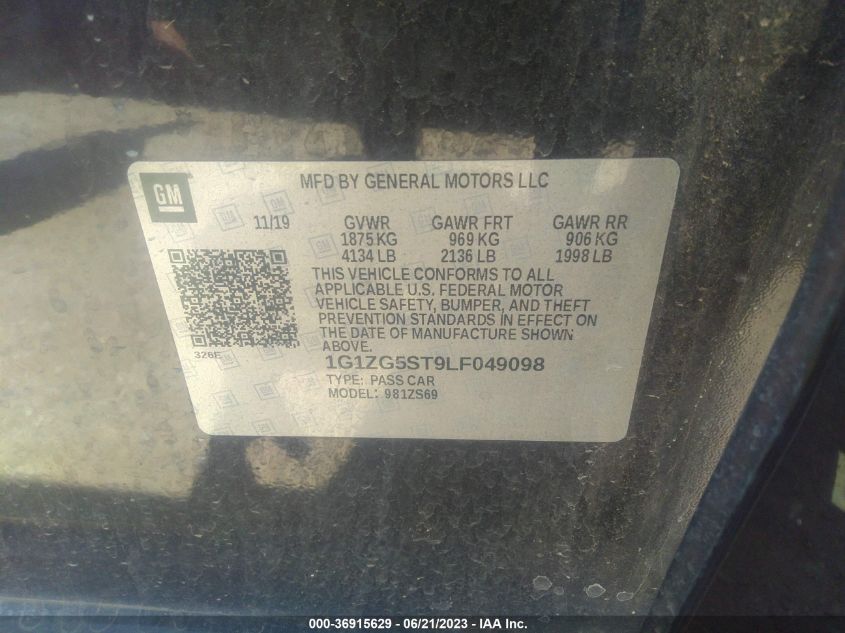 GM
MFD BY GENERAL MOTORS LLC
11/19 GVWR GAWR FRT GAWR RR
1875 KG 969 KG 906 KG
4134 LB 2136 LB 1998 LB
THIS VEHICLE CONFORMS TO ALL
APPLICABLE U.S. FEDERAL MOTOR
VEHICLE SAFETY, BUMPER, AND THEFT
PREVENTION STANDARDS IN EFFECT ON
THE DATE OF MANUFACTURE SHOWN
ABOVE.
326E
1G1ZG5ST9LF049098
TYPE: PASS CAR
MODEL: 981ZS69
000-36915629 - 06/21/2023 - IAA Inc.